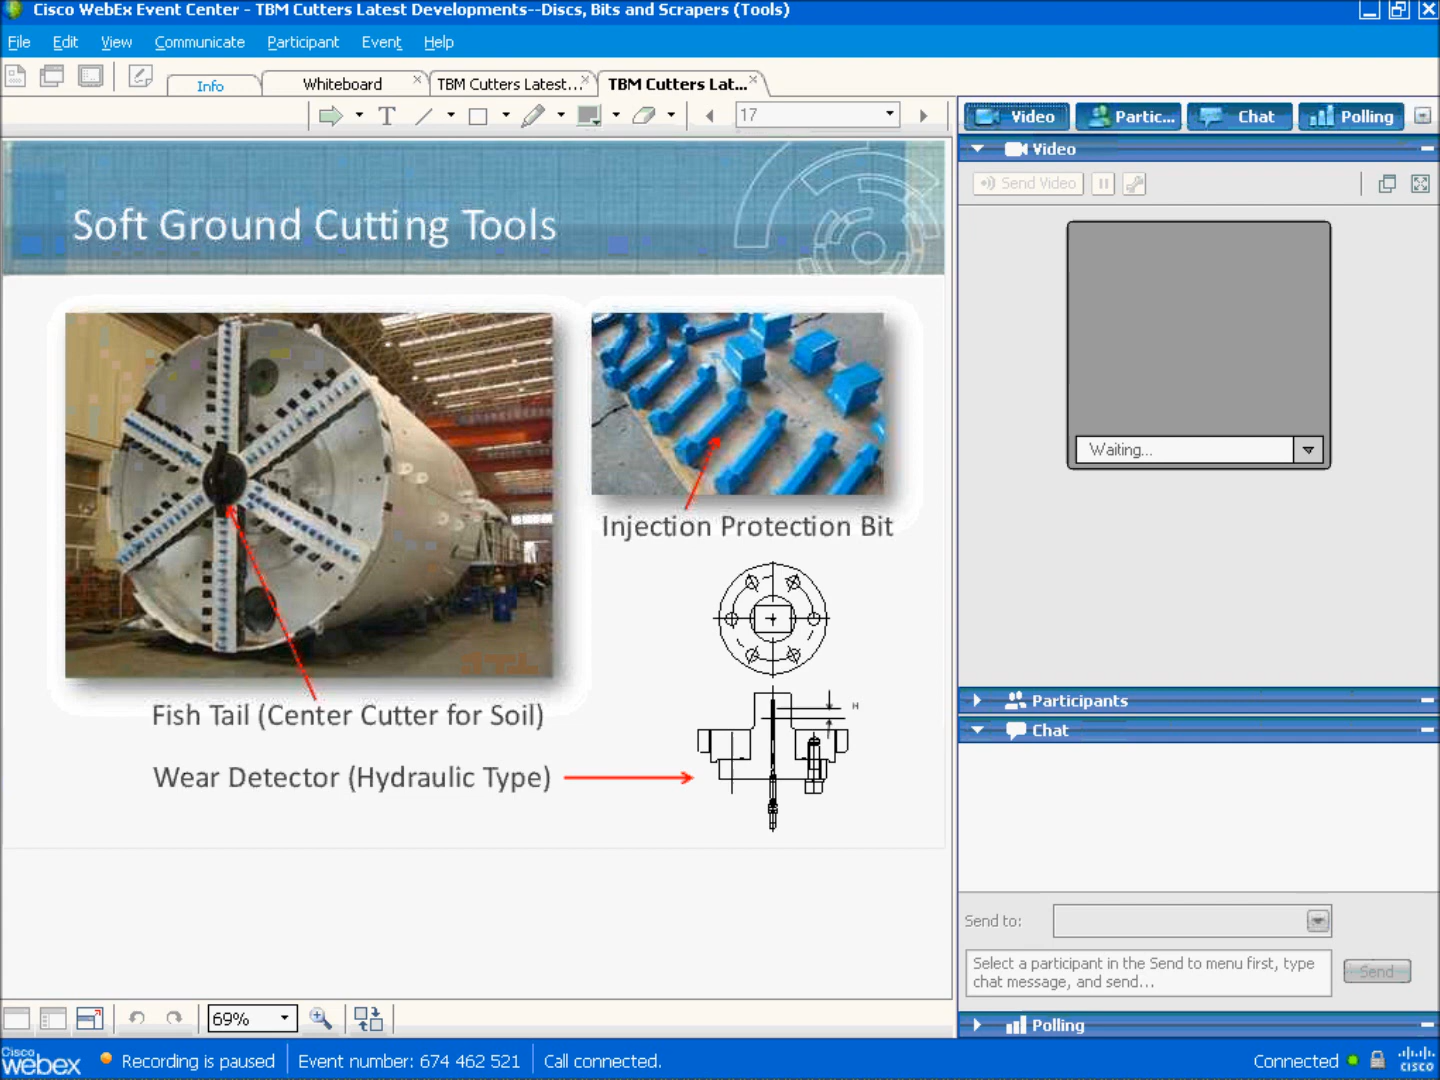 Cisco WebEx Event Center - TBM Cutters Latest Developments--Discs, Bits and Scrapers (Tools)
File Edit View Communicate Participant Event Help
Info Whiteboard TBM Cutters Latest... TBM Cutters Lat...
T 17
Video Partic... Chat Polling
Video
Send Video
Soft Ground Cutting Tools
Waiting...
Injection Protection Bit
H
Fish Tail (Center Cutter for Soil)
Wear Detector (Hydraulic Type)
Participants
Chat
Send to:
Select a participant in the Send to menu first, type
chat message, and send...
Send
69%
Polling
Cisco
webex
Recording is paused Event number: 674 462 521 Call connected.
Connected
CISCO